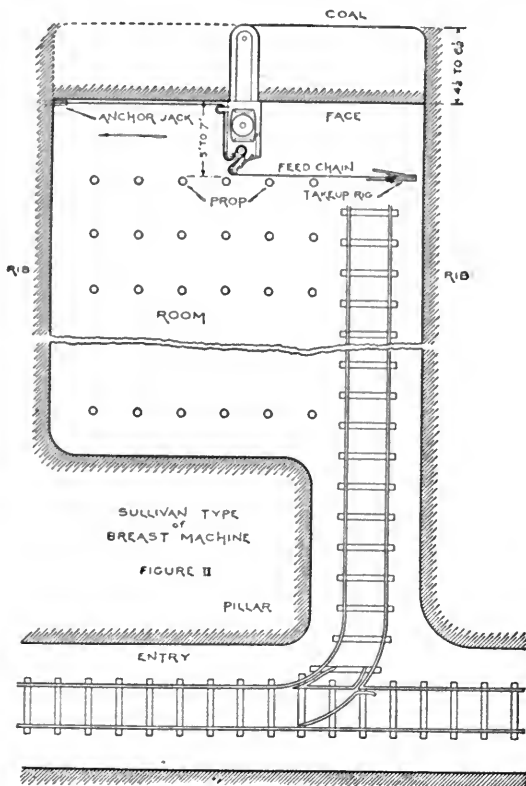 COAL
4½ TO 6½
ANCHOR JACK
5' TO 7'
FACE
FEED CHAIN
PROP
TAKEUP RIG
RIB
RIB
ROOM
SULLIVAN TYPE
of
BREAST MACHINE
FIGURE II
PILLAR
ENTRY